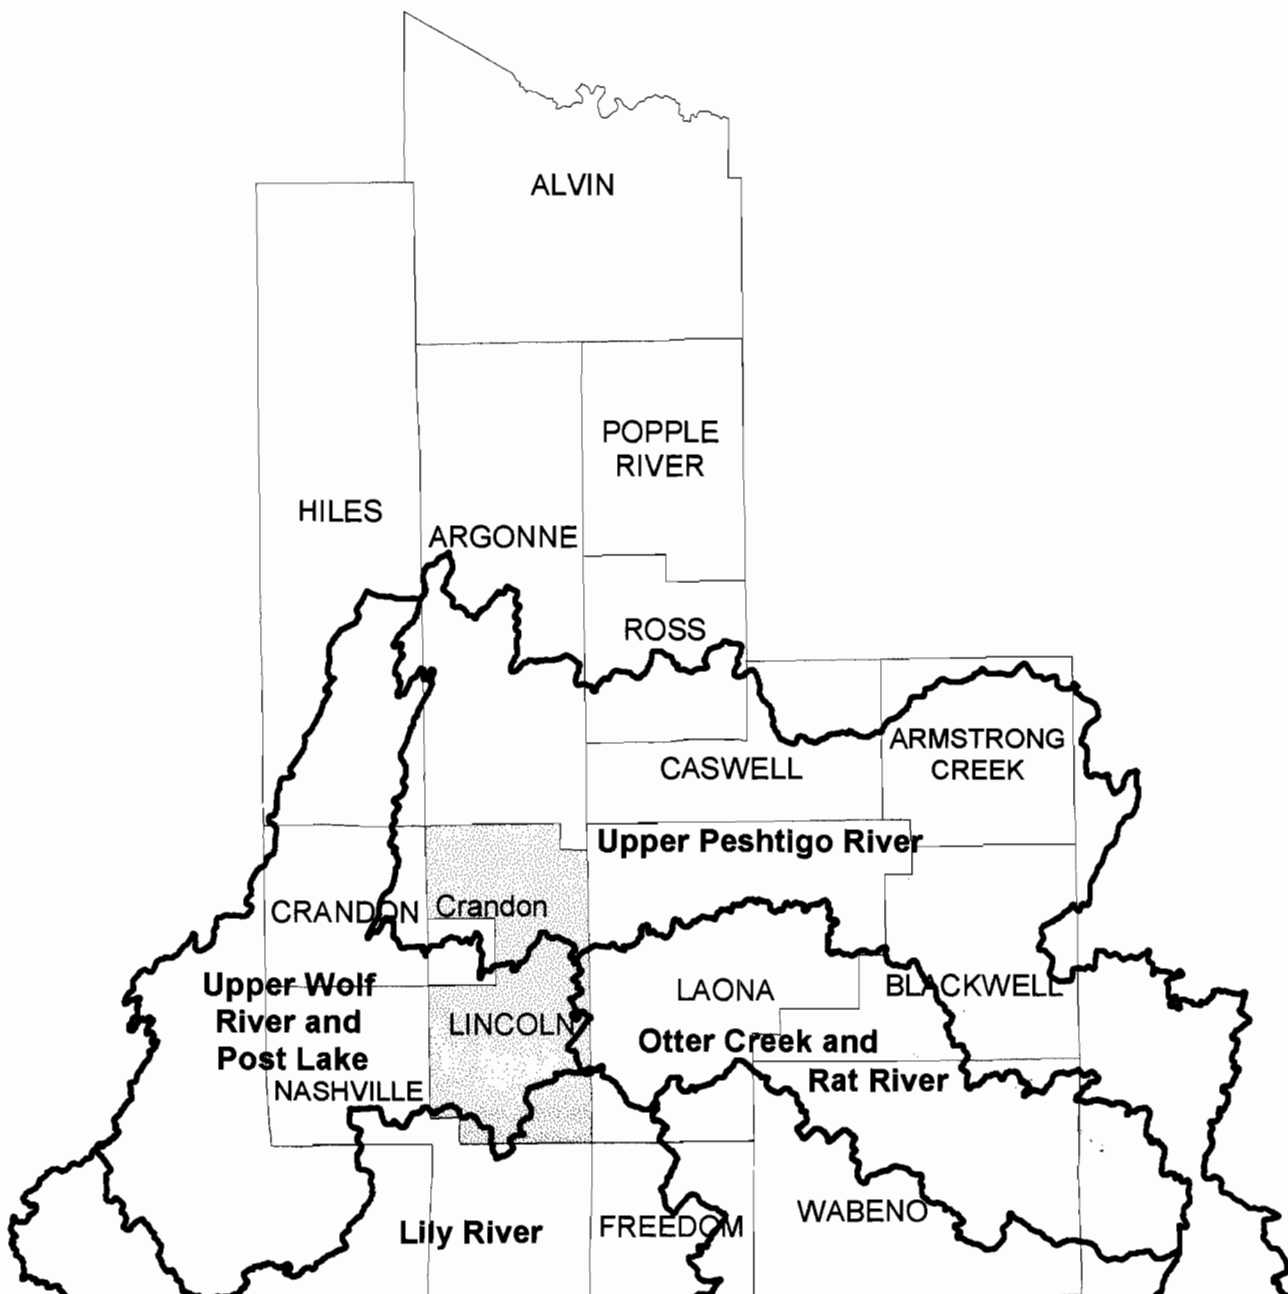 ALVIN
POPPLE
RIVER
HILES
ARGONNE
ROSS
ARMSTRONG
CREEK
CASWELL
Upper Peshtigo River
CRANDON
Crandon
Upper Wolf
River and
Post Lake
LAONA
BLACKWELL
LINCOLN
Otter Creek and
Rat River
NASHVILLE
WABENO
Lily River
FREEDOM